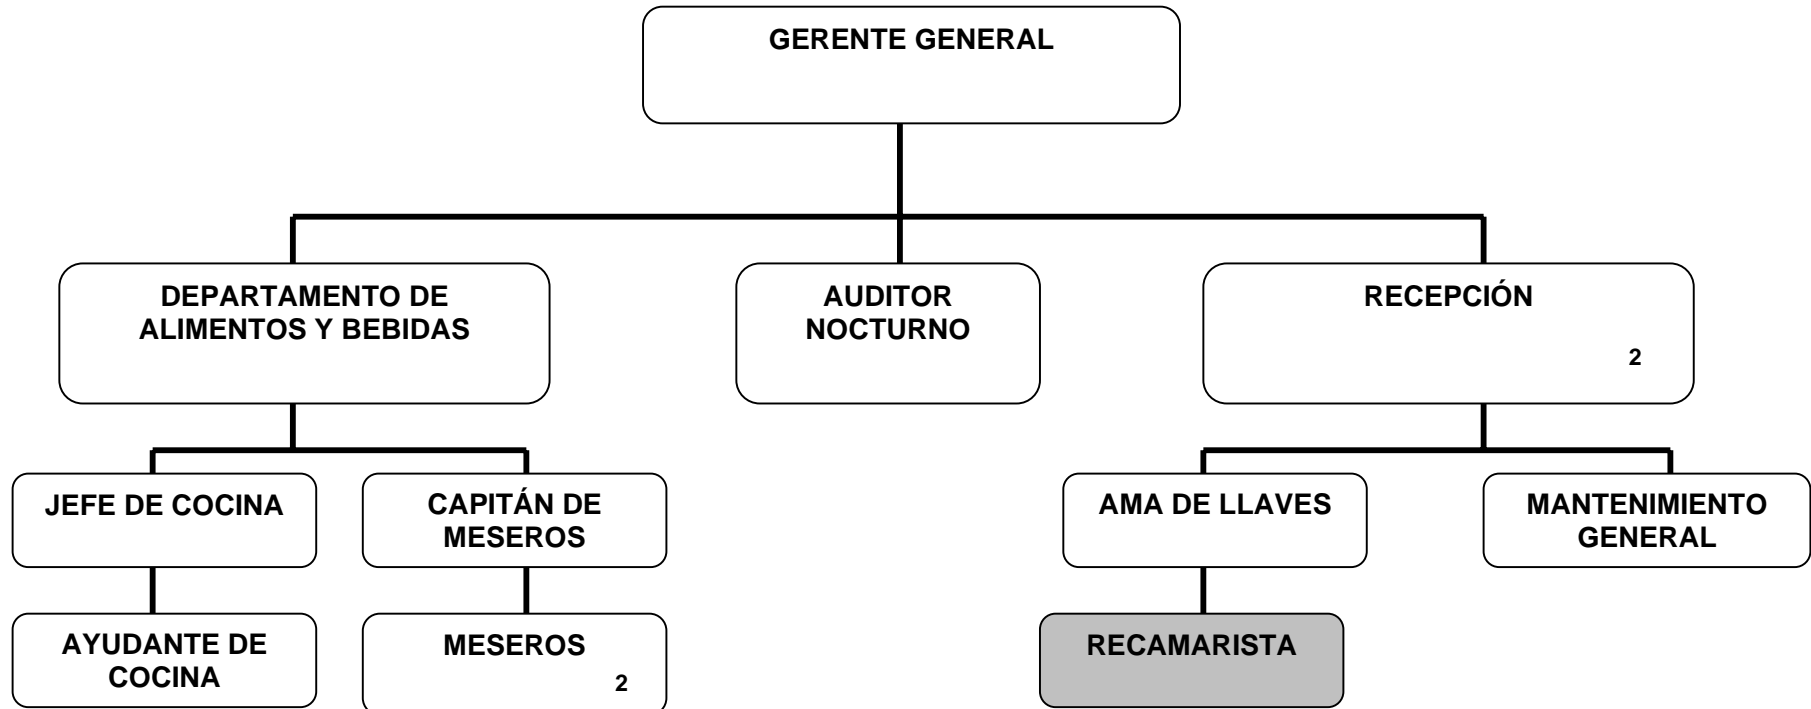 GERENTE GENERAL
DEPARTAMENTO DE
ALIMENTOS Y BEBIDAS
AUDITOR
NOCTURNO
RECEPCIÓN
2
JEFE DE COCINA
CAPITÁN DE
MESEROS
AMA DE LLAVES
MANTENIMIENTO
GENERAL
AYUDANTE DE
COCINA
MESEROS
2
RECAMARISTA